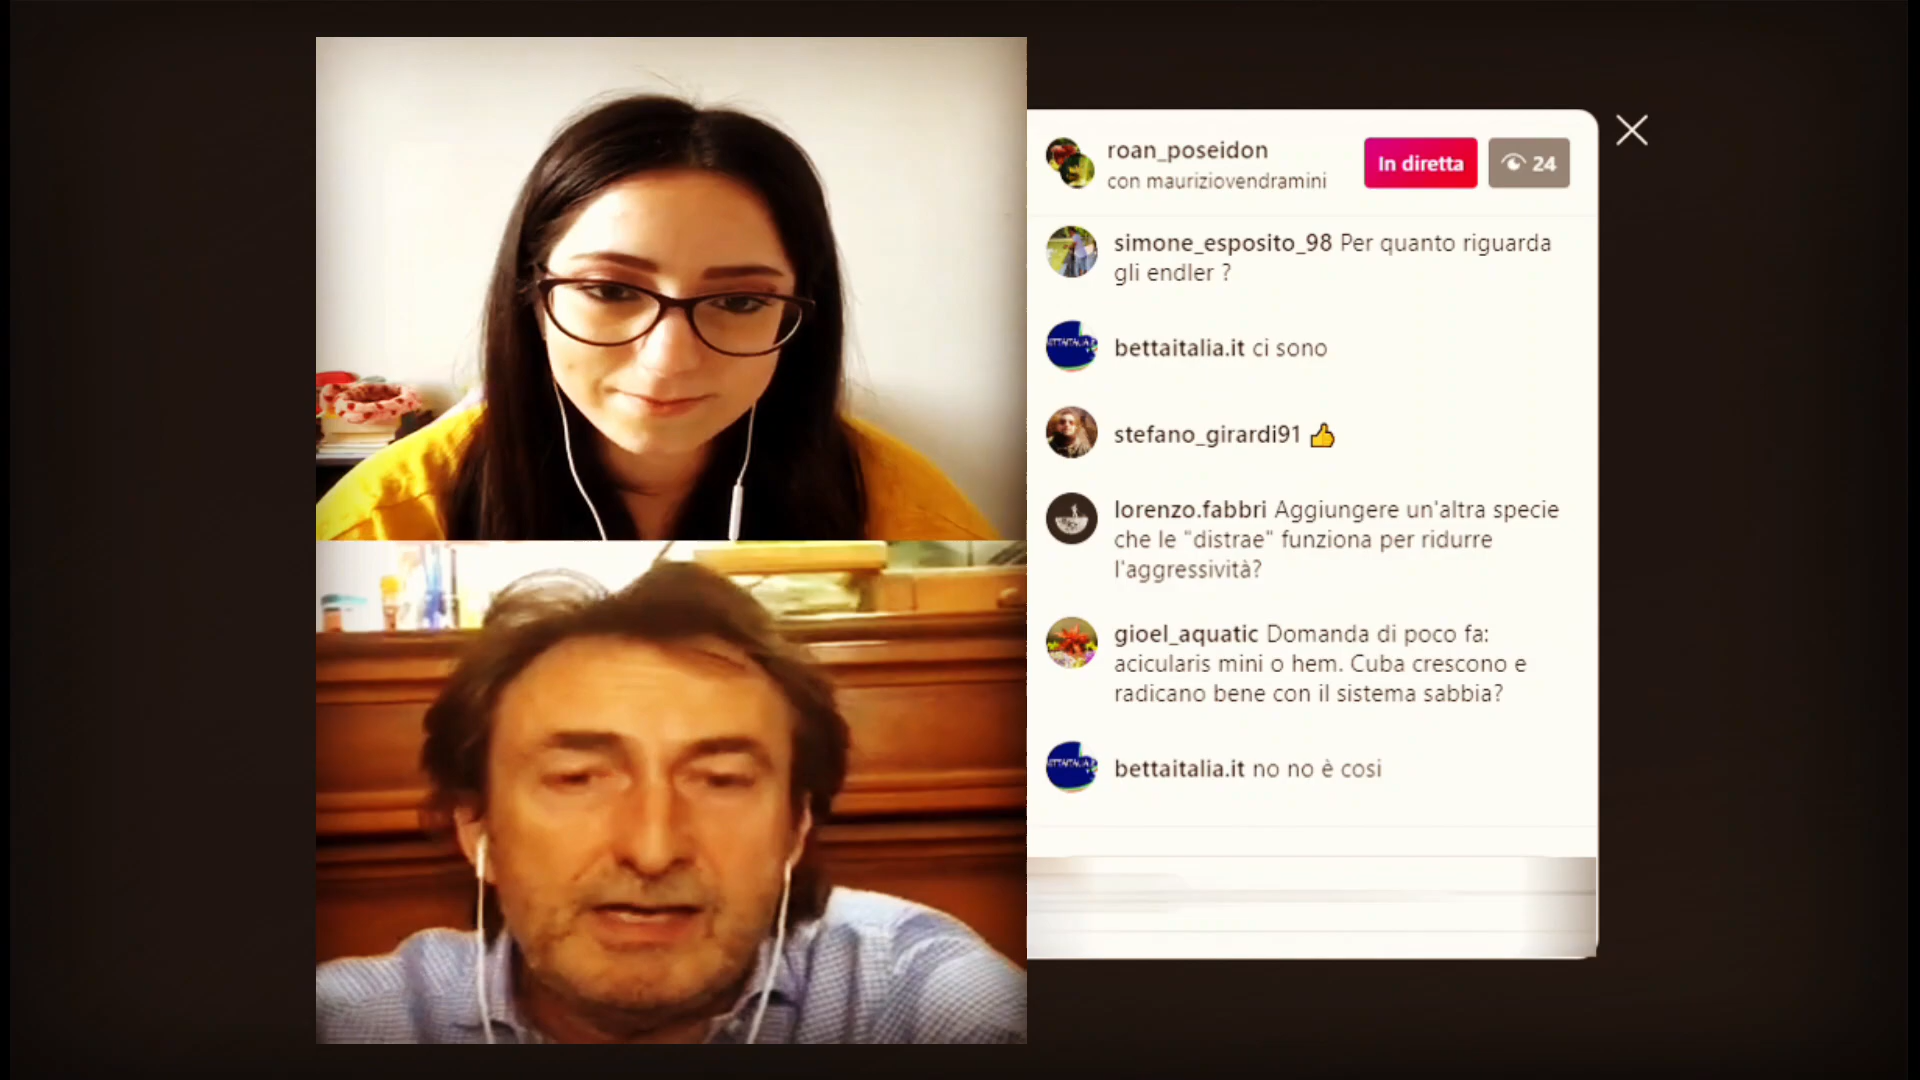 roan_poseidon
con mauriziovendramini
In diretta
24
simone_esposito_98 Per quanto riguarda
gli endler ?
bettaitalia.it ci sono
stefano_girardi91 👍
lorenzo.fabbri Aggiungere un'altra specie
che le "distrae" funziona per ridurre
l'aggressività?
gioel_aquatic Domanda di poco fa:
acicularis mini o hem. Cuba crescono e
radicano bene con il sistema sabbia?
bettaitalia.it no no è cosi